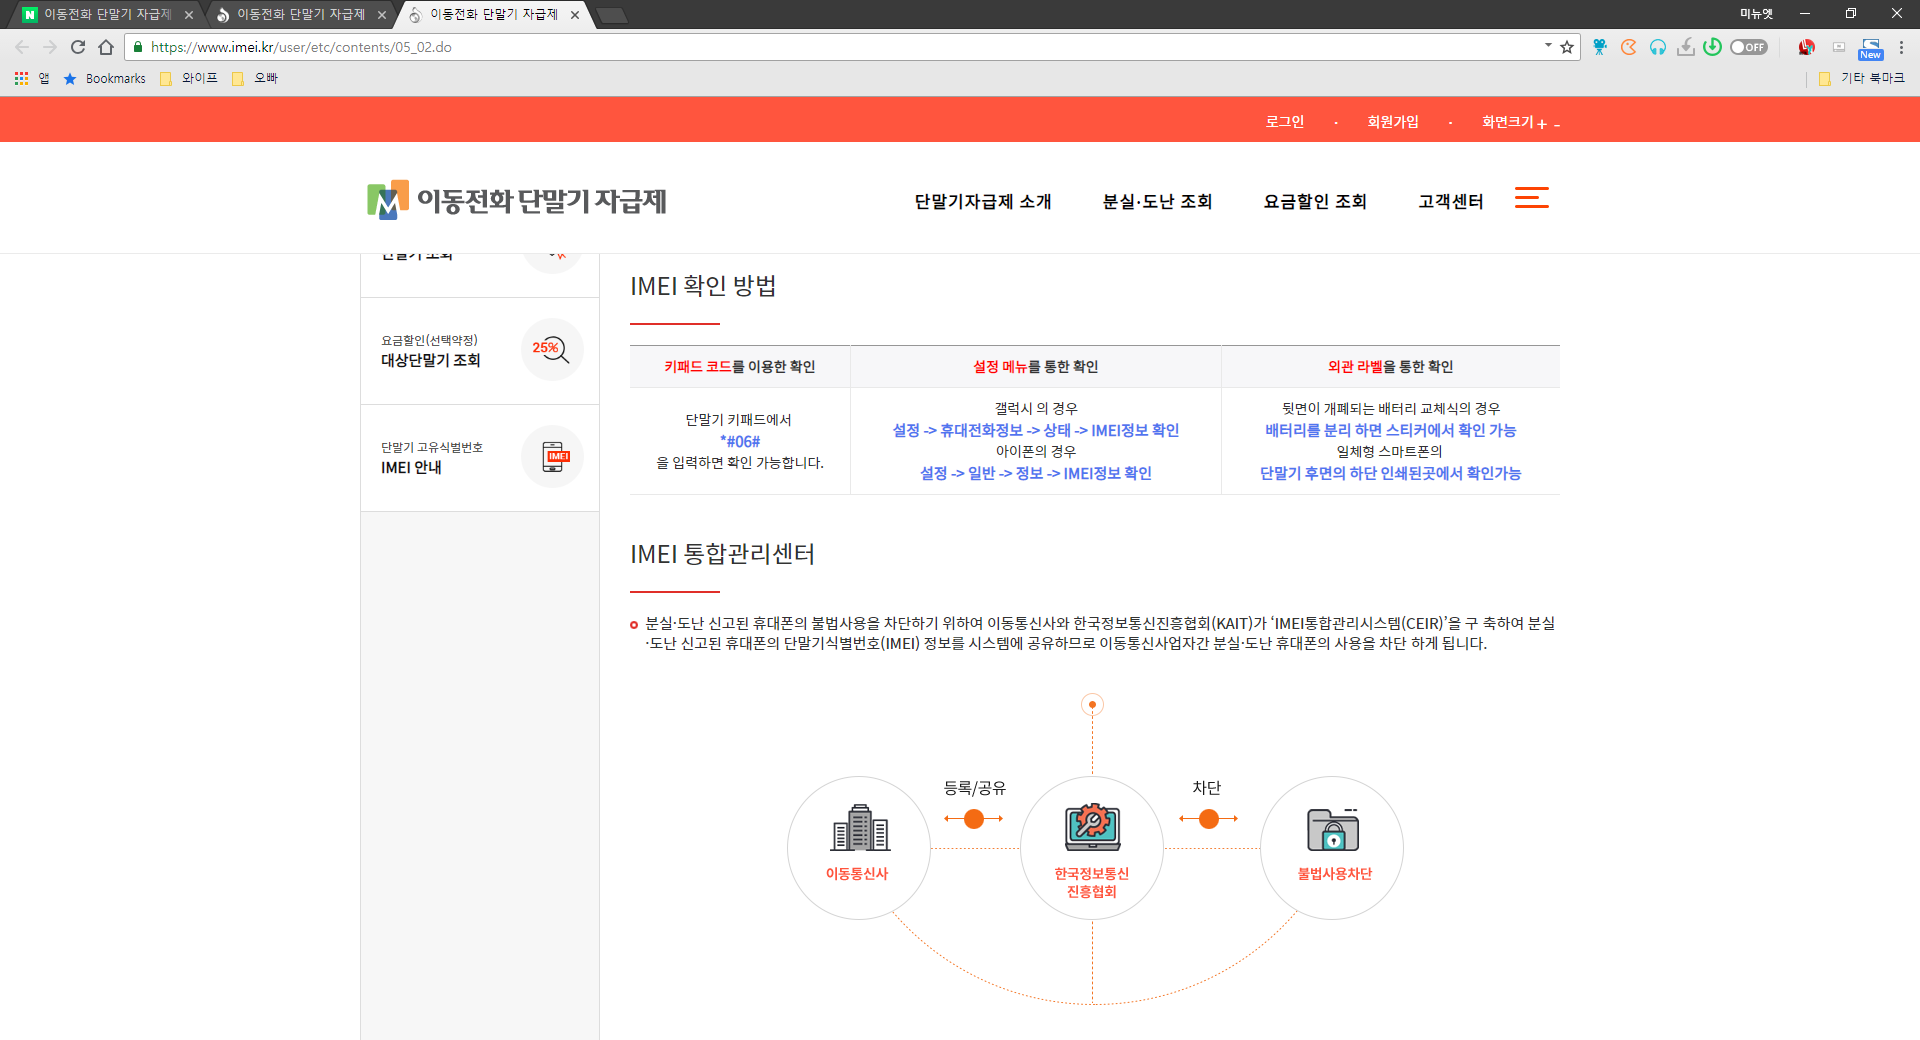 이동전화 단말기 자급제
이동전화 단말기 자급제
이동전화 단말기 자급제
미뉴엣
https://www.imei.kr/user/etc/contents/05_02.do
OFF
New
앱
Bookmarks
와이프
오빠
기타 북마크
로그인
회원가입
화면크기 + -
이동전화 단말기 자급제
단말기자급제 소개
분실·도난 조회
요금할인 조회
고객센터
단말기 조회
요금할인(선택약정)
대상단말기 조회
25%
단말기 고유식별번호
IMEI 안내
IMEI
IMEI 확인 방법
키패드 코드를 이용한 확인
설정 메뉴를 통한 확인
외관 라벨을 통한 확인
단말기 키패드에서
*#06#
을 입력하면 확인 가능합니다.
갤럭시 의 경우
설정 -> 휴대전화정보 -> 상태 -> IMEI정보 확인
아이폰의 경우
설정 -> 일반 -> 정보 -> IMEI정보 확인
뒷면이 개폐되는 배터리 교체식의 경우
배터리를 분리 하면 스티커에서 확인 가능
일체형 스마트폰의
단말기 후면의 하단 인쇄된곳에서 확인가능
IMEI 통합관리센터
분실·도난 신고된 휴대폰의 불법사용을 차단하기 위하여 이동통신사와 한국정보통신진흥협회(KAIT)가 ‘IMEI통합관리시스템(CEIR)’을 구 축하여 분실
·도난 신고된 휴대폰의 단말기식별번호(IMEI) 정보를 시스템에 공유하므로 이동통신사업자간 분실·도난 휴대폰의 사용을 차단 하게 됩니다.
등록/공유
차단
이동통신사
한국정보통신
진흥협회
불법사용차단